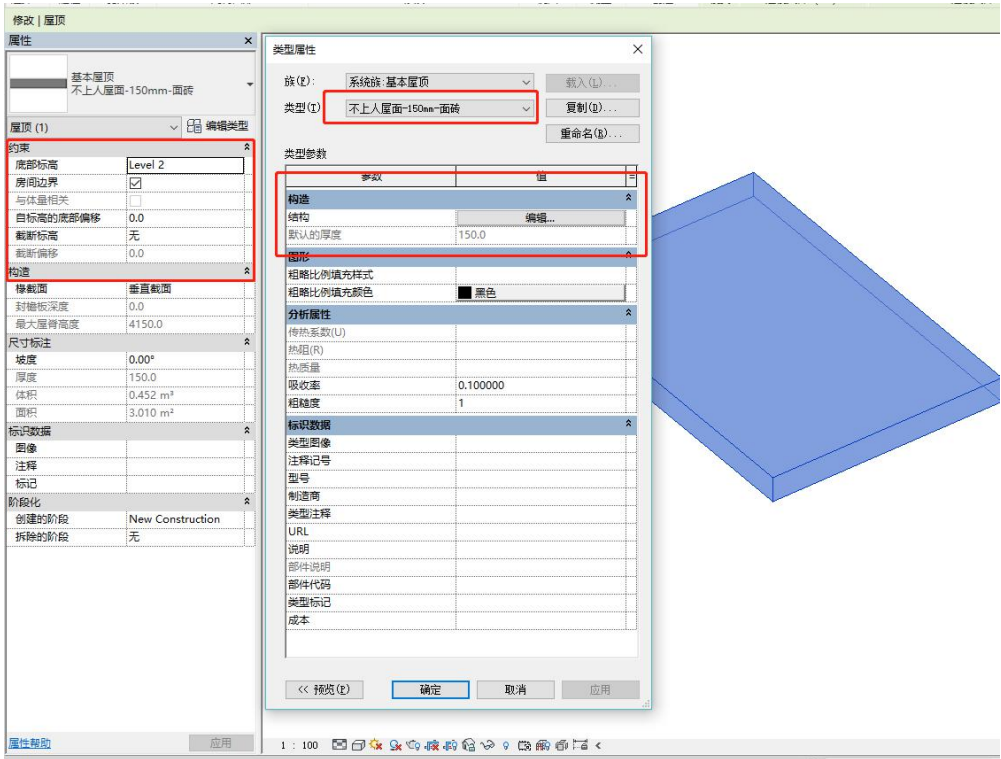 修改 | 屋顶
属性
基本屋顶
不上人屋面-150mm-面砖
屋顶 (1)
编辑类型
约束
底部标高 Level 2
房间边界
与体量相关
自标高的底部偏移 0.0
截断标高 无
截断偏移 0.0
构造
椽截面 垂直截面
封檐板深度 0.0
最大屋脊高度 4150.0
尺寸标注
坡度 0.00°
厚度 150.0
体积 0.452 m³
面积 3.010 m²
标识数据
图像
注释
标记
阶段化
创建的阶段 New Construction
拆除的阶段 无
属性帮助 应用
类型属性
族(F): 系统族:基本屋顶 载入(L)...
类型(T) 不上人屋面-150mm-面砖 复制(D)...
重命名(R)...
类型参数
参数 值
构造
结构 编辑...
默认的厚度 150.0
图形
粗略比例填充样式
粗略比例填充颜色 黑色
分析属性
传热系数(U)
热阻(R)
热质量
吸收率 0.100000
粗糙度 1
标识数据
类型图像
注释记号
型号
制造商
类型注释
URL
说明
部件说明
部件代码
类型标记
成本
<< 预览(P) 确定 取消 应用
1 : 100